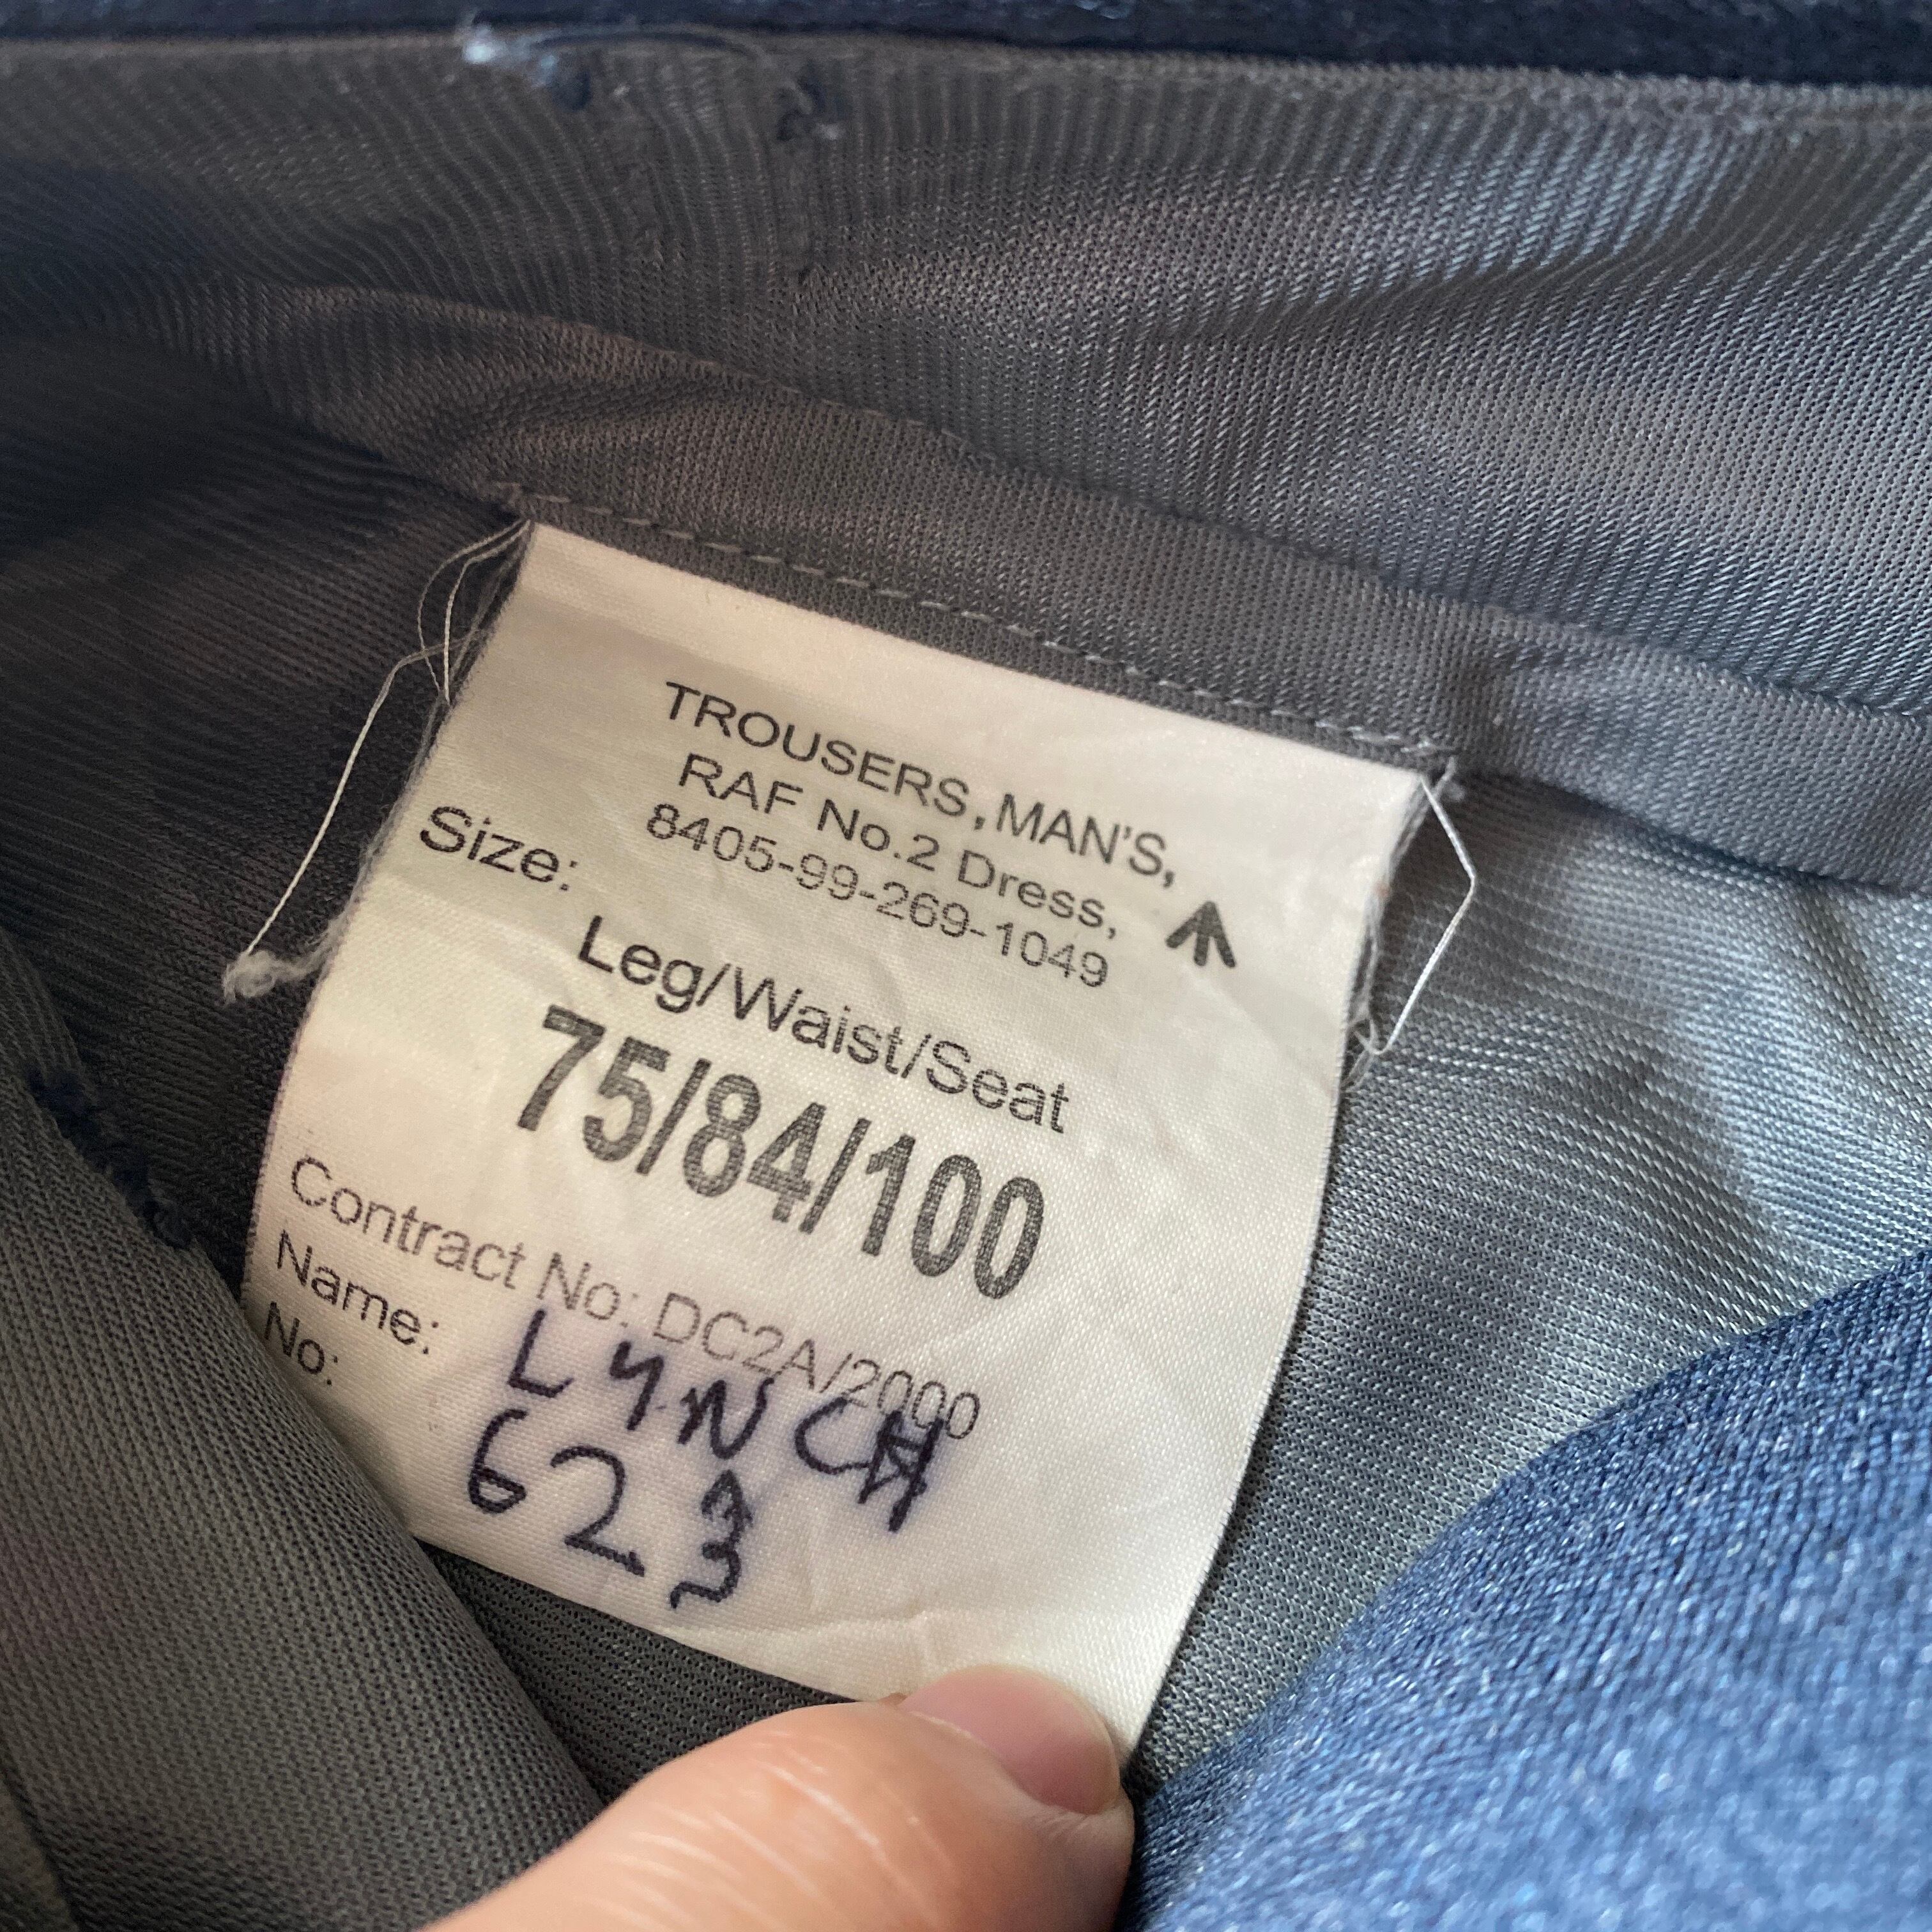 TROUSERS, MAN'S,
RAF No.2 Dress,
8405-99-269-1049
Size:
Leg/Waist/Seat
75/84/100
Contract No: DC2A/2000
Name: LYNCH
No: 623